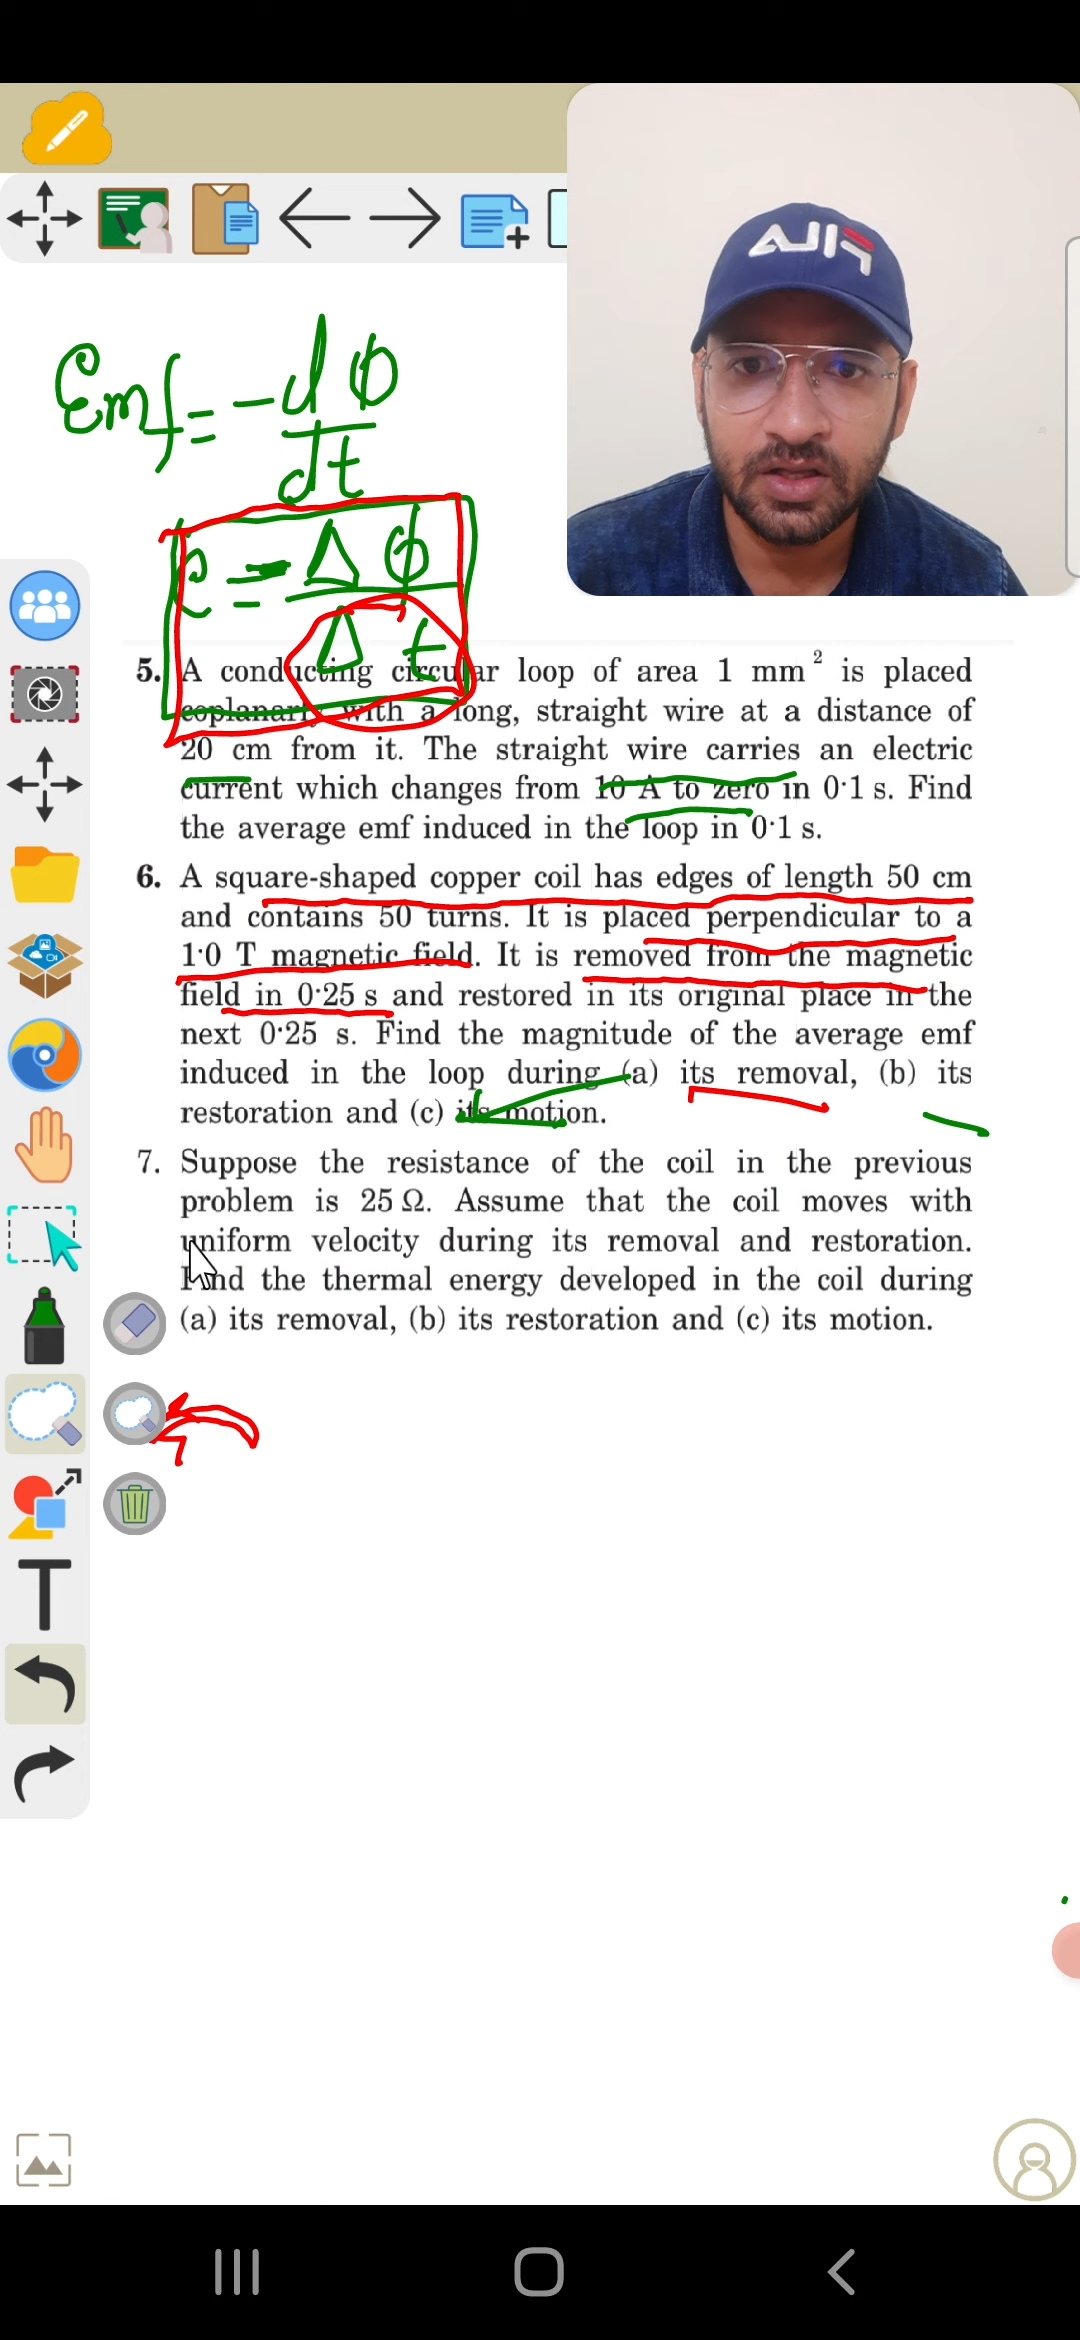 FILA
Emf = - dϕ
dt
e = - Δϕ
Δ t
5. A conducting circular loop of area 1 mm² is placed
coplanarly with a long, straight wire at a distance of
20 cm from it. The straight wire carries an electric
current which changes from 10 A to zero in 0·1 s. Find
the average emf induced in the loop in 0·1 s.
6. A square-shaped copper coil has edges of length 50 cm
and contains 50 turns. It is placed perpendicular to a
1·0 T magnetic field. It is removed from the magnetic
field in 0·25 s and restored in its original place in the
next 0·25 s. Find the magnitude of the average emf
induced in the loop during (a) its removal, (b) its
restoration and (c) its motion.
7. Suppose the resistance of the coil in the previous
problem is 25 Ω. Assume that the coil moves with
uniform velocity during its removal and restoration.
Find the thermal energy developed in the coil during
(a) its removal, (b) its restoration and (c) its motion.
T